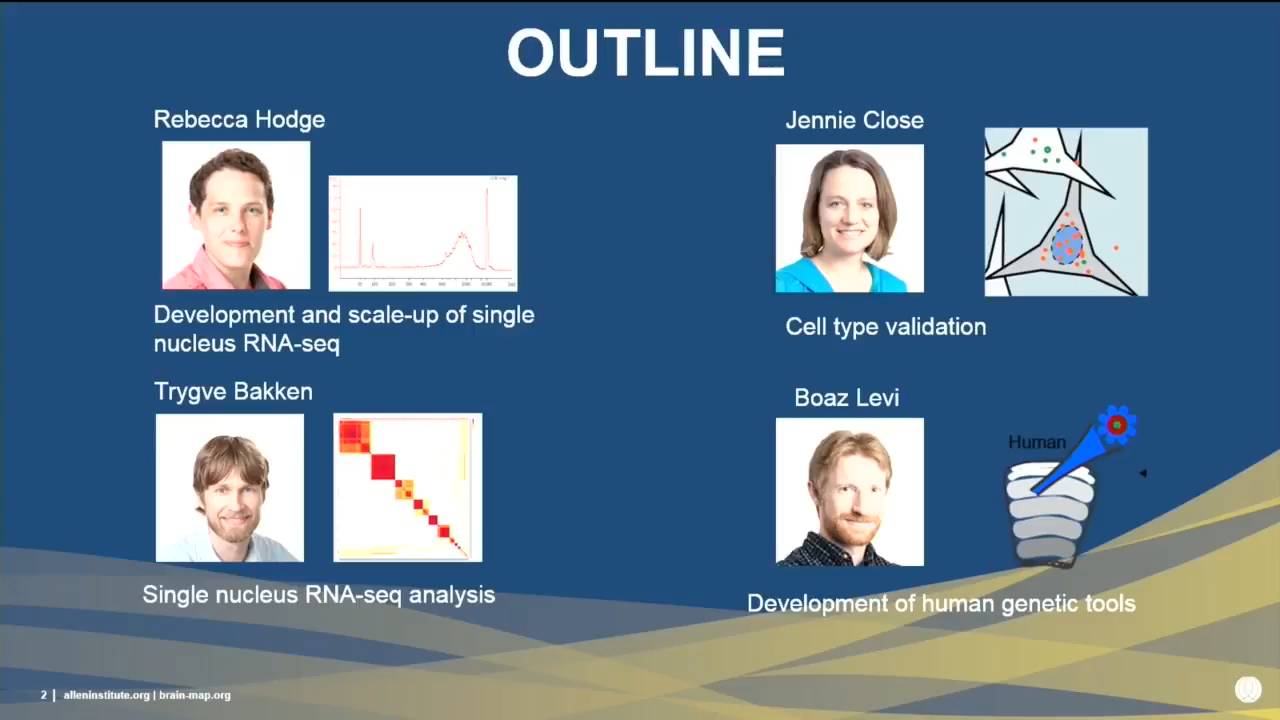 OUTLINE
Rebecca Hodge
Development and scale-up of single
nucleus RNA-seq
Jennie Close
Cell type validation
Trygve Bakken
Single nucleus RNA-seq analysis
Boaz Levi
Human
Development of human genetic tools
2 | alleninstitute.org | brain-map.org